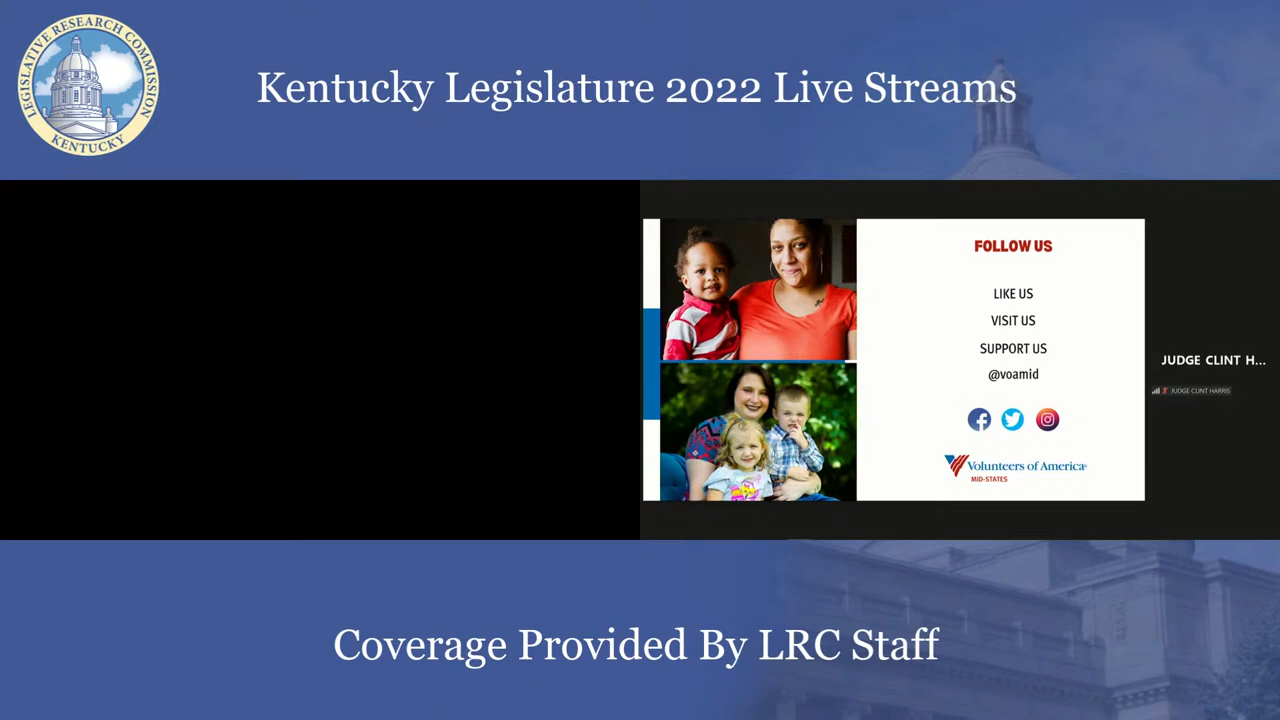 LEGISLATIVE RESEARCH COMMISSION
KENTUCKY
Kentucky Legislature 2022 Live Streams
FOLLOW US
LIKE US
VISIT US
SUPPORT US
@voamid
Volunteers of America
MID-STATES
JUDGE CLINT H...
JUDGE CLINT HARRIS
Coverage Provided By LRC Staff